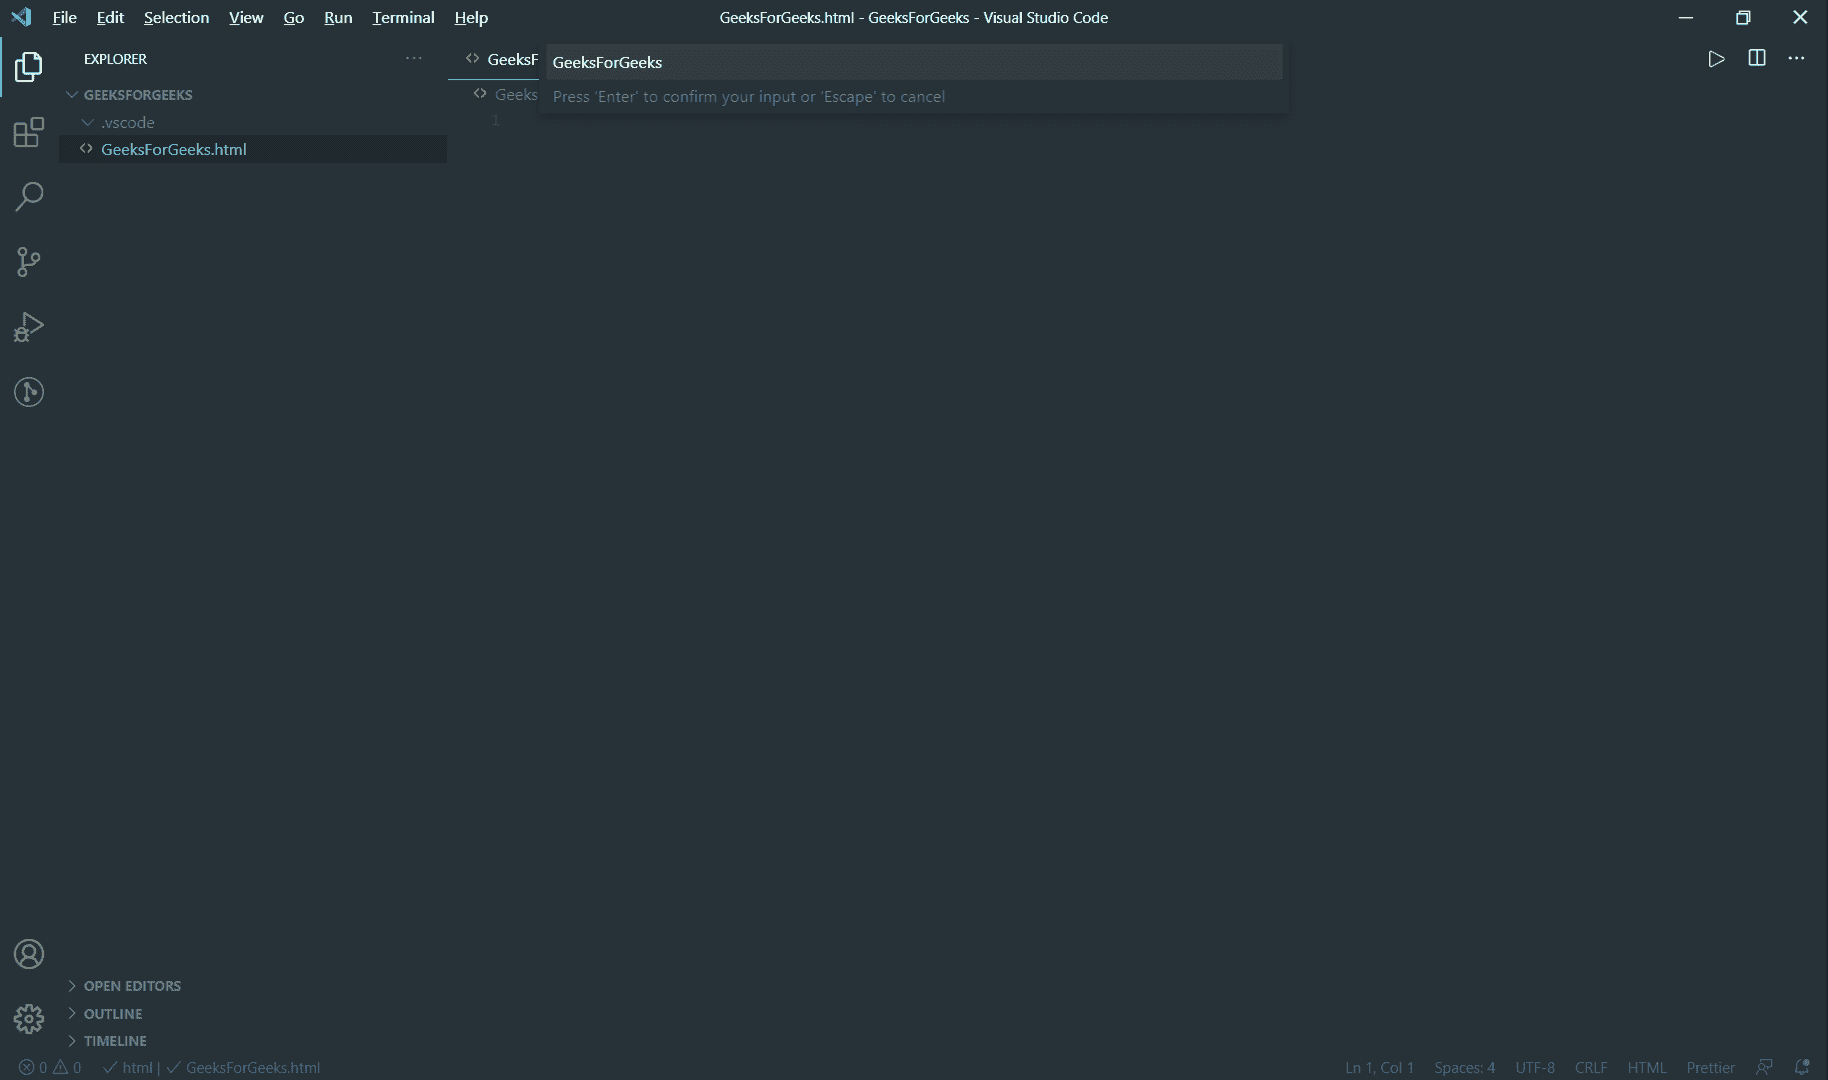 File Edit Selection View Go Run Terminal Help
GeeksForGeeks.html - GeeksForGeeks - Visual Studio Code
EXPLORER
GEEKSFORGEEKS
.vscode
GeeksForGeeks.html
GeeksF
Geeks
GeeksForGeeks
Press 'Enter' to confirm your input or 'Escape' to cancel
1
OPEN EDITORS
OUTLINE
TIMELINE
0 0 html | GeeksForGeeks.html
Ln 1, Col 1 Spaces: 4 UTF-8 CRLF HTML Prettier